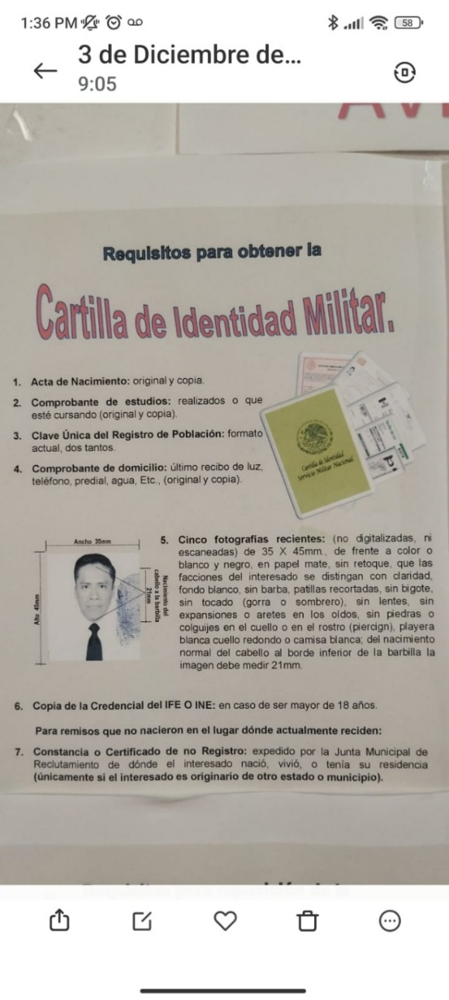 1:36 PM
58
3 de Diciembre de...
9:05
Requisitos para obtener la
Cartilla de Identidad Militar.
1. Acta de Nacimiento: original y copia.
2. Comprobante de estudios: realizados o que
esté cursando (original y copia).
3. Clave Única del Registro de Población: formato
actual, dos tantos.
4. Comprobante de domicilio: último recibo de luz,
teléfono, predial, agua, Etc., (original y copia).
Cartilla de Identidad
Servicio Militar Nacional
Ancho 35mm
Alto 45mm
21mm
Nacimiento del
cabello a la barbilla
5. Cinco fotografías recientes: (no digitalizadas, ni
escaneadas) de 35 X 45mm., de frente a color o
blanco y negro, en papel mate, sin retoque, que las
facciones del interesado se distingan con claridad,
fondo blanco, sin barba, patillas recortadas, sin bigote,
sin tocado (gorra o sombrero), sin lentes, sin
expansiones o aretes en los oídos, sin piedras o
colguijes en el cuello o en el rostro (piercign), playera
blanca cuello redondo o camisa blanca; del nacimiento
normal del cabello al borde inferior de la barbilla la
imagen debe medir 21mm.
6. Copia de la Credencial del IFE O INE: en caso de ser mayor de 18 años.
Para remisos que no nacieron en el lugar dónde actualmente reciden:
7. Constancia o Certificado de no Registro: expedido por la Junta Municipal de
Reclutamiento de dónde el interesado nació, vivió, o tenía su residencia
(únicamente si el interesado es originario de otro estado o municipio).